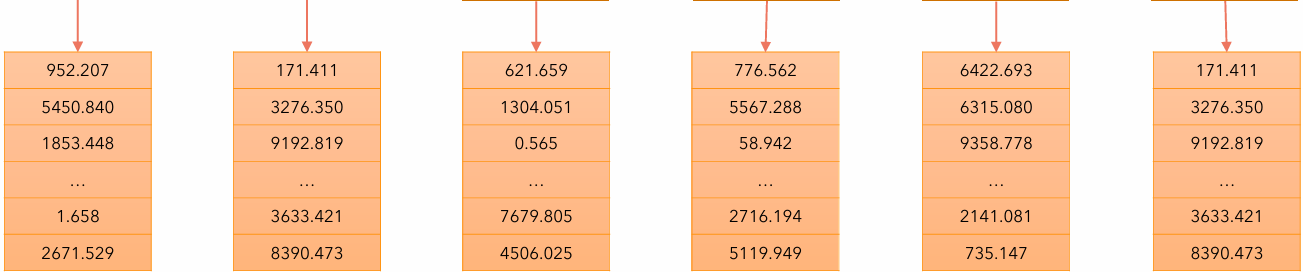 952.207 171.411 621.659 776.562 6422.693 171.411
5450.840 3276.350 1304.051 5567.288 6315.080 3276.350
1853.448 9192.819 0.565 58.942 9358.778 9192.819
... ... ... ... ... ...
1.658 3633.421 7679.805 2716.194 2141.081 3633.421
2671.529 8390.473 4506.025 5119.949 735.147 8390.473